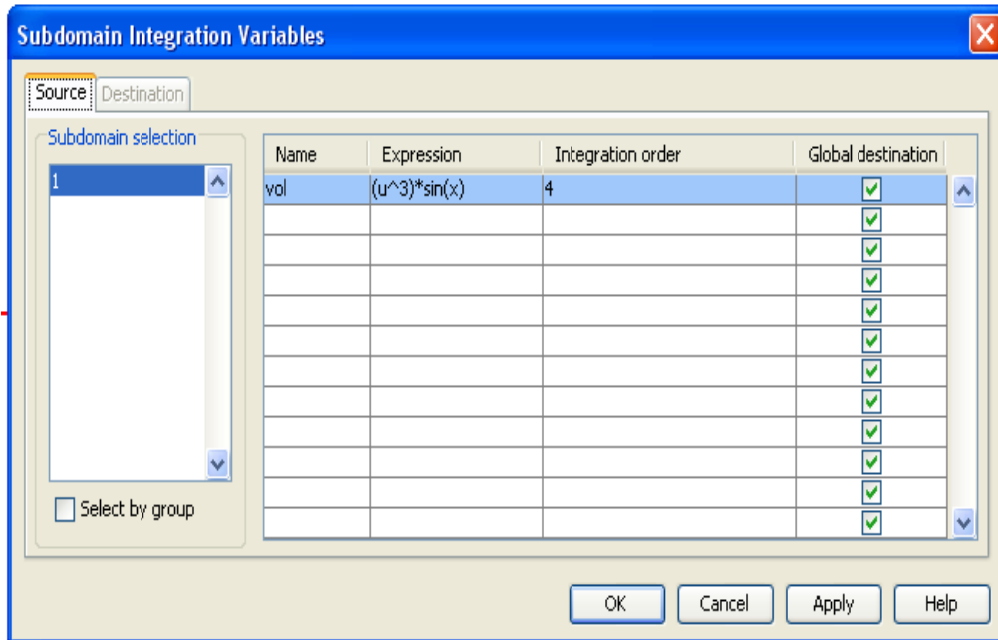 Subdomain Integration Variables
Source Destination
Subdomain selection
1
Select by group
Name Expression Integration order Global destination
vol (u^3)*sin(x) 4
OK Cancel Apply Help